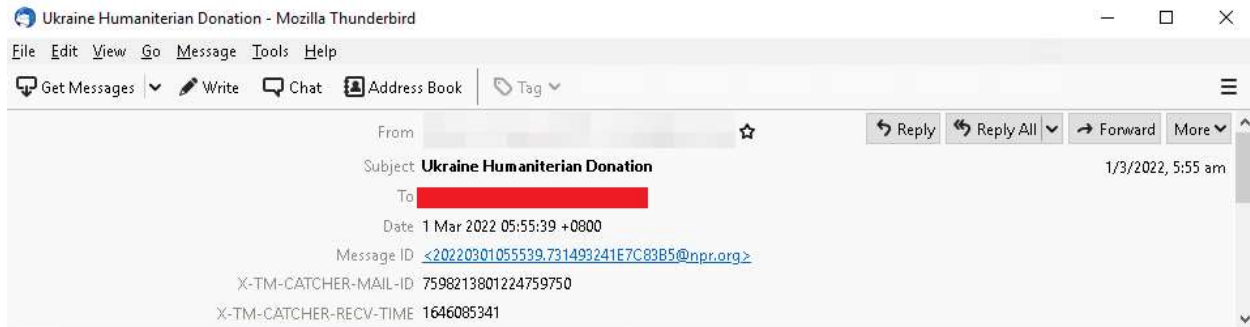 Ukraine Humaniterian Donation - Mozilla Thunderbird
File Edit View Go Message Tools Help
Get Messages Write Chat Address Book Tag
From Reply Reply All Forward More
Subject Ukraine Humaniterian Donation 1/3/2022, 5:55 am
To
Date 1 Mar 2022 05:55:39 +0800
Message ID <20220301055539.731493241E7C83B5@npr.org>
X-TM-CATCHER-MAIL-ID 7598213801224759750
X-TM-CATCHER-RECV-TIME 1646085341